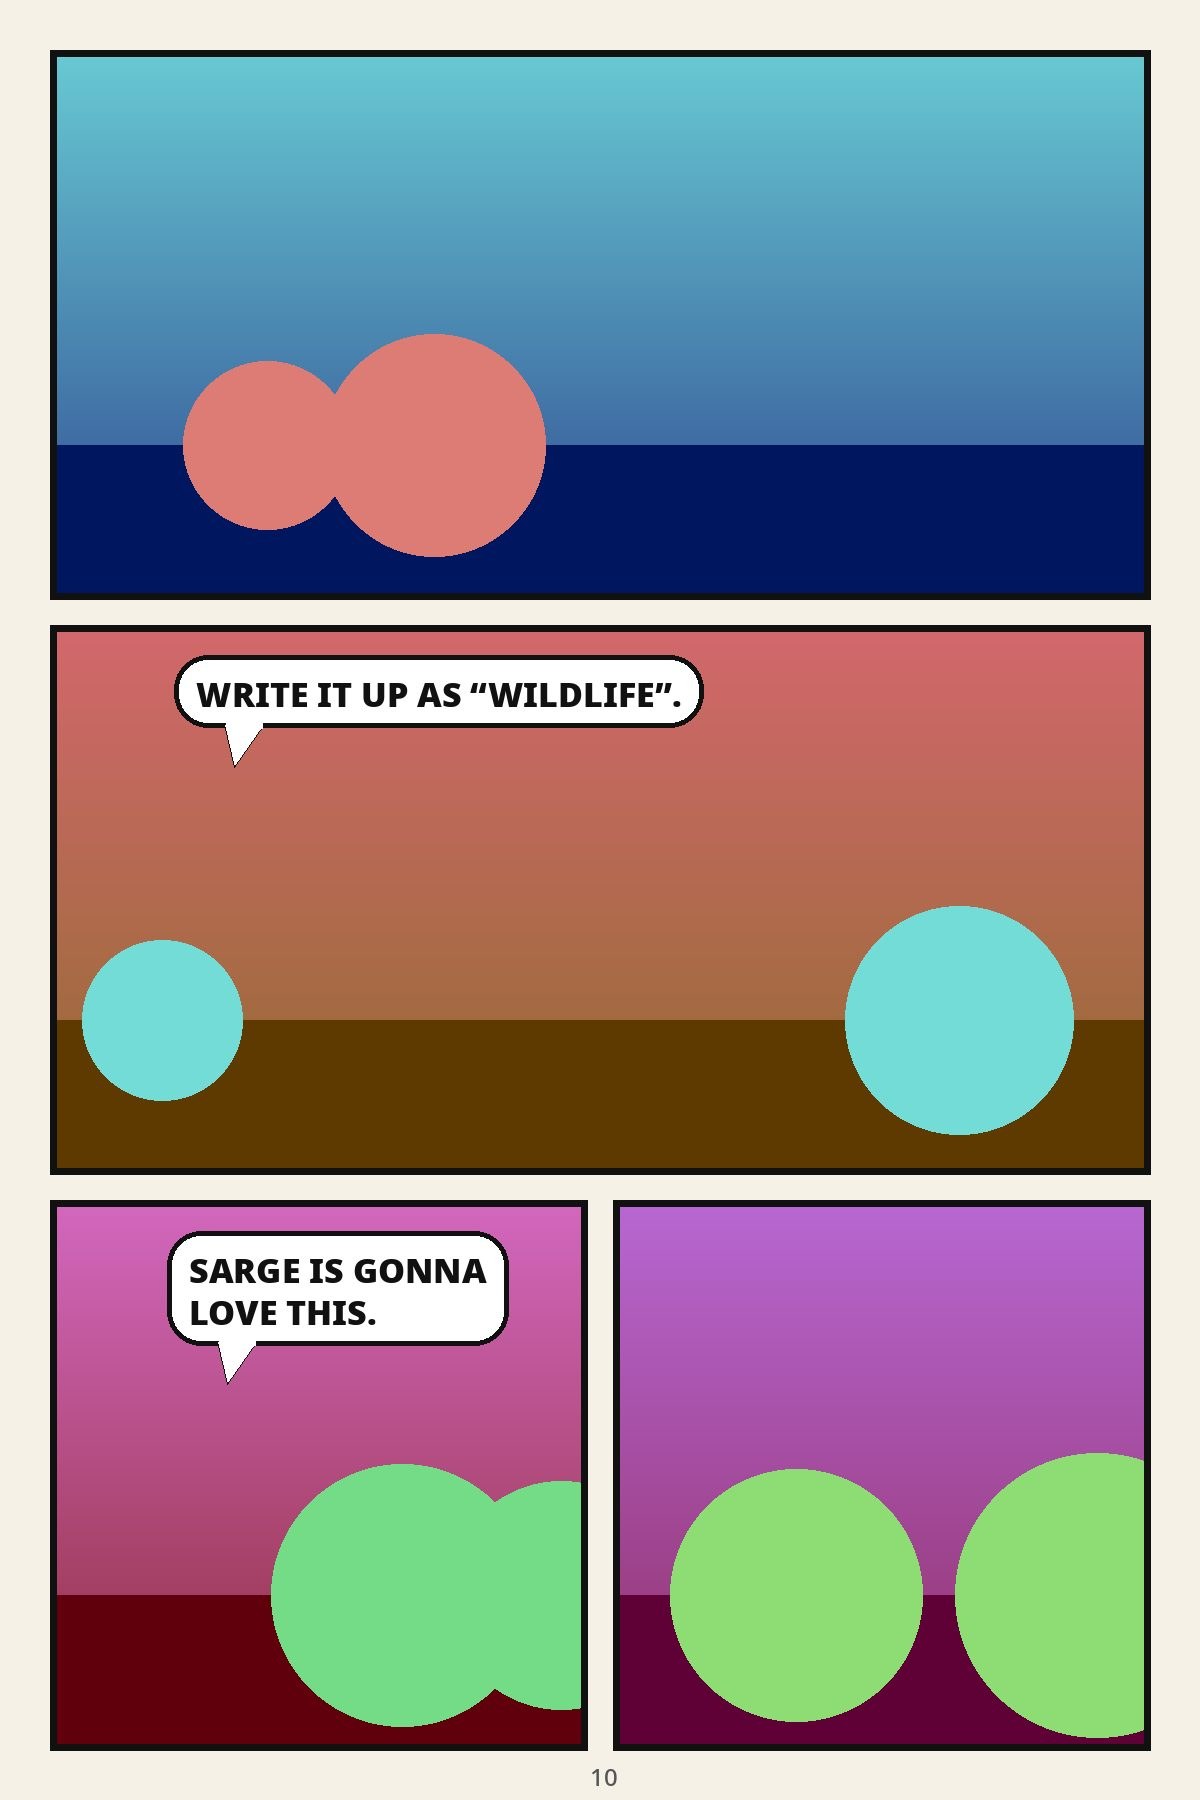 WRITE IT UP AS “WILDLIFE”.
SARGE IS GONNA
LOVE THIS.
10